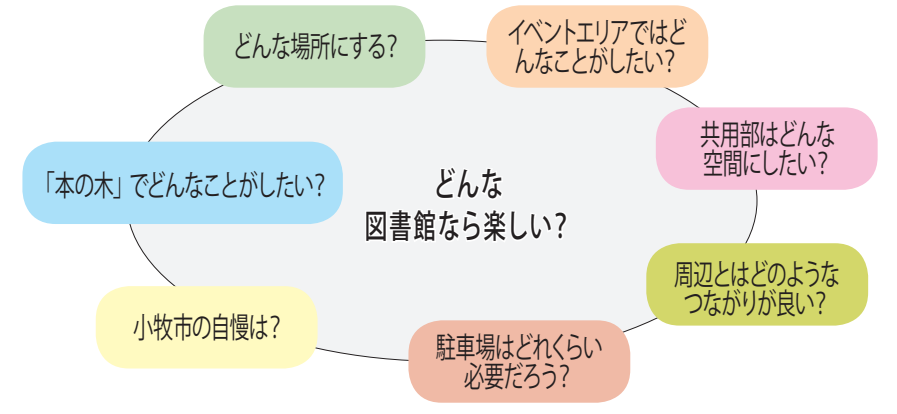 どんな場所にする?
イベントエリアではど
んなことがしたい?
共用部はどんな
空間にしたい?
「本の木」でどんなことがしたい?
どんな
図書館なら楽しい?
周辺とはどのような
つながりが良い?
小牧市の自慢は?
駐車場はどれくらい
必要だろう?